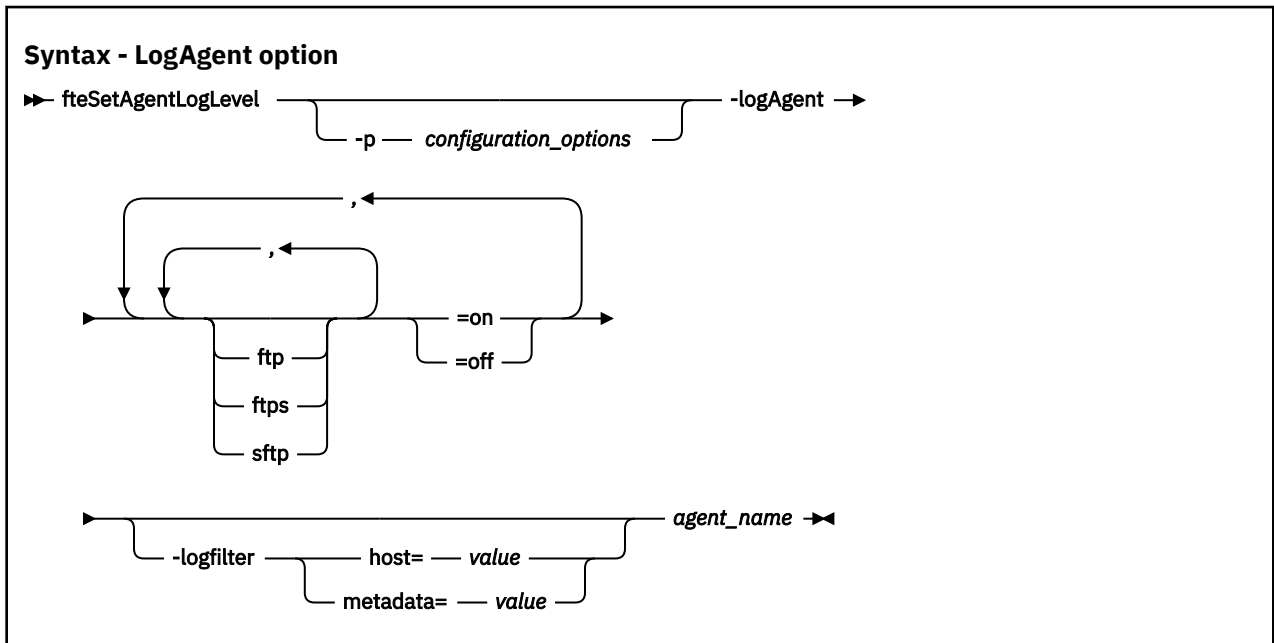 Syntax - LogAgent option
fteSetAgentLogLevel -logAgent
-p configuration_options
,
,
=on
ftp =off
ftps
sftp
agent_name
-logfilter host= value
metadata= value